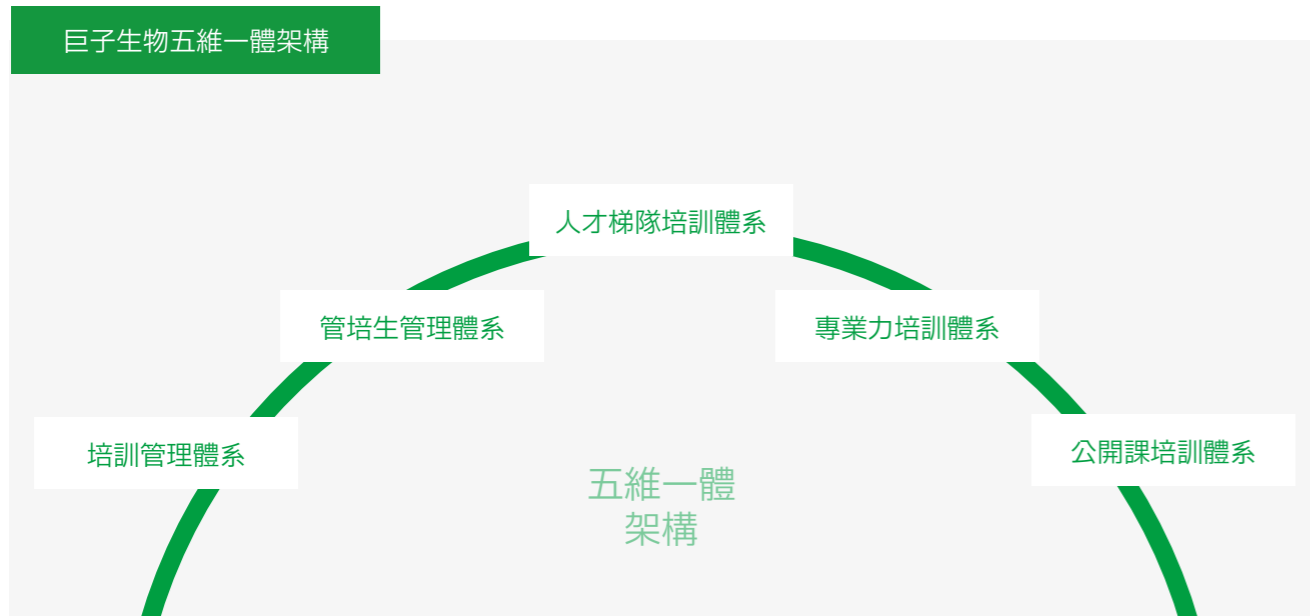 巨子生物五維一體架構
人才梯隊培訓體系
管培生管理體系
專業力培訓體系
培訓管理體系
公開課培訓體系
五維一體
架構